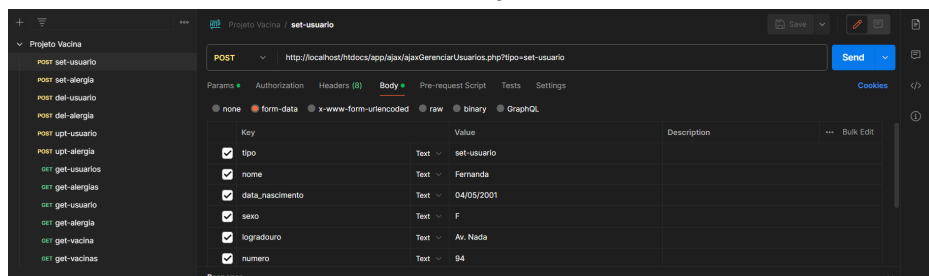 Projeto Vacina / set-usuario
Save
Projeto Vacina
POST set-usuario
POST set-alergia
POST del-usuario
POST del-alergia
POST upt-usuario
POST upt-alergia
GET get-usuarios
GET get-alergias
GET get-usuario
GET get-alergia
GET get-vacina
GET get-vacinas
POST http://localhost/htdocs/app/ajax/ajaxGerenciarUsuarios.php?tipo=set-usuario Send
Params Authorization Headers (8) Body Pre-request Script Tests Settings Cookies
none form-data x-www-form-urlencoded raw binary GraphQL
Key Value Description Bulk Edit
tipo Text set-usuario
nome Text Fernanda
data_nascimento Text 04/05/2001
sexo Text F
logradouro Text Av. Nada
numero Text 94